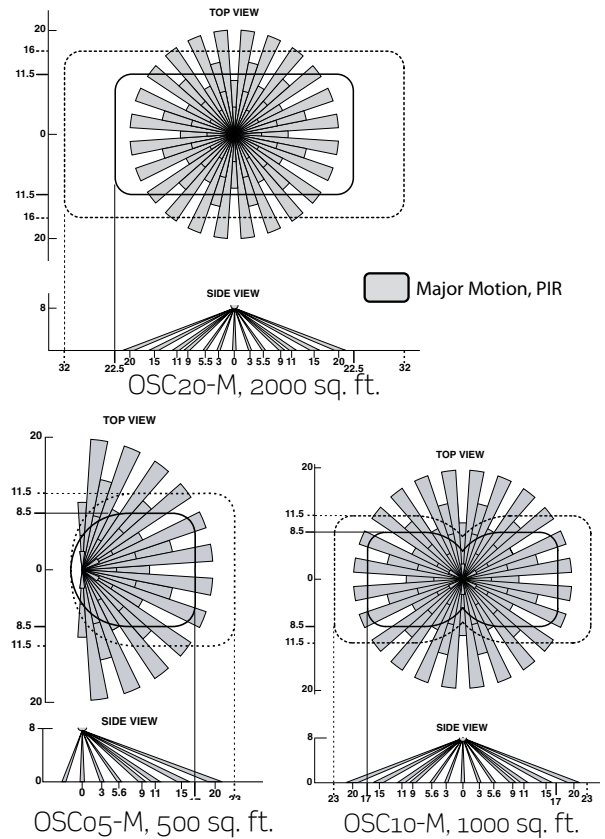 TOP VIEW
20
16
11.5
0
11.5
16
20
SIDE VIEW
8
32 22.5 20 15 11 9 5.5 3 0 3 5.5 9 11 15 20 22.5 32
Major Motion, PIR
OSC20-M, 2000 sq. ft.
TOP VIEW
20
11.5
8.5
0
8.5
11.5
20
SIDE VIEW
8
0
0 3 5.6 9 11 15 20
OSC05-M, 500 sq. ft.
TOP VIEW
20
11.5
8.5
0
8.5
11.5
20
SIDE VIEW
8
0
23 20 17 15 11 9 5.6 3 0 3 5.6 9 11 15 17 20 23
OSC10-M, 1000 sq. ft.